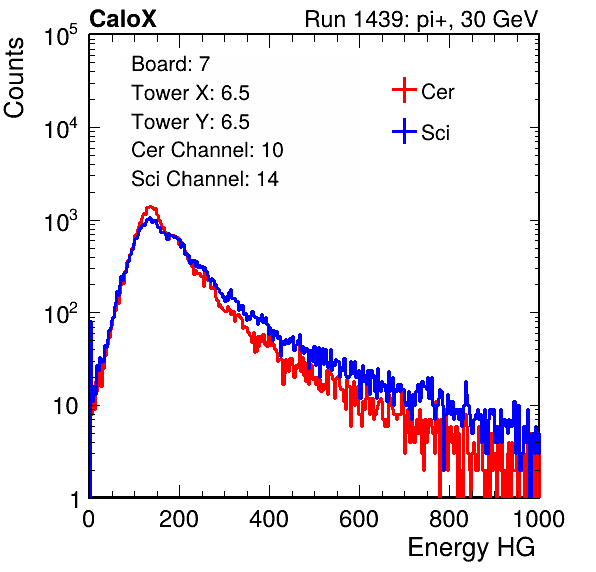 CaloX Run 1439: pi+, 30 GeV
Counts
10^5
10^4
10^3
10^2
10
1
Board: 7
Tower X: 6.5
Tower Y: 6.5
Cer Channel: 10
Sci Channel: 14
Cer
Sci
0 200 400 600 800 1000
Energy HG